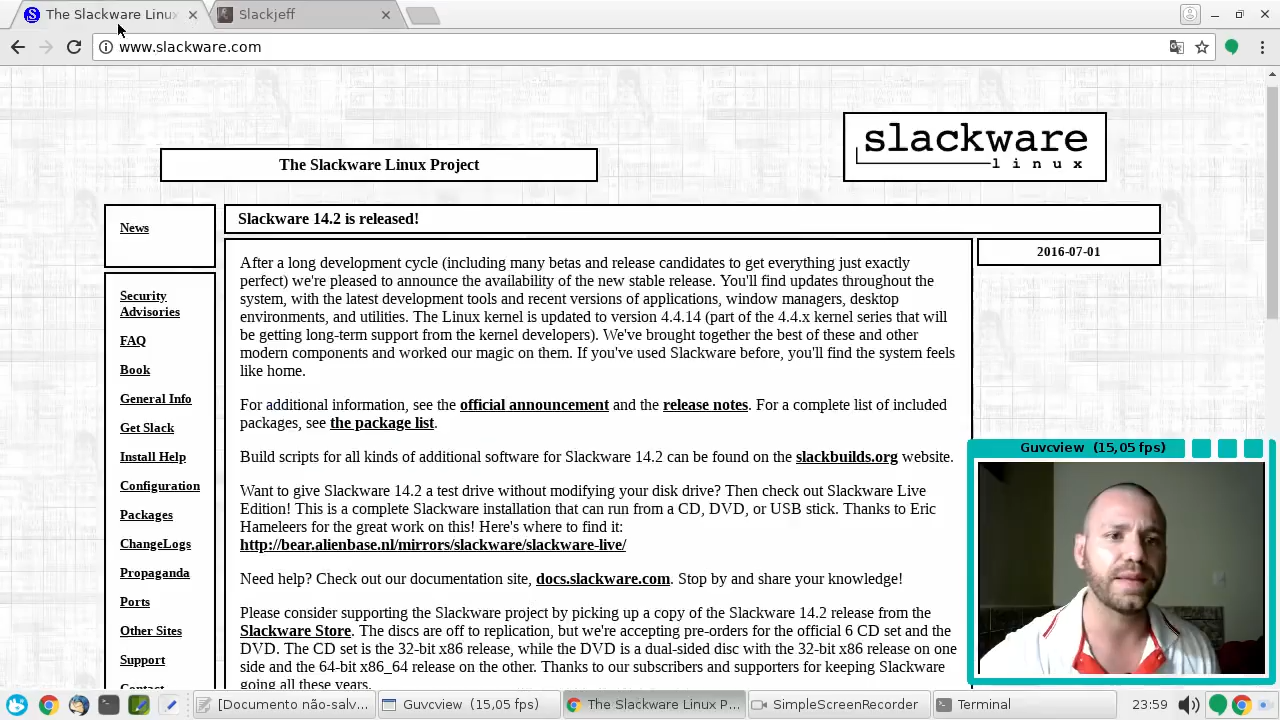 The Slackware Linux
Slackjeff
www.slackware.com
slackware
linux
The Slackware Linux Project
News
Slackware 14.2 is released!
2016-07-01
After a long development cycle (including many betas and release candidates to get everything just exactly
perfect) we're pleased to announce the availability of the new stable release. You'll find updates throughout the
system, with the latest development tools and recent versions of applications, window managers, desktop
environments, and utilities. The Linux kernel is updated to version 4.4.14 (part of the 4.4.x kernel series that will
be getting long-term support from the kernel developers). We've brought together the best of these and other
modern components and worked our magic on them. If you've used Slackware before, you'll find the system feels
like home.
For additional information, see the official announcement and the release notes. For a complete list of included
packages, see the package list.
Build scripts for all kinds of additional software for Slackware 14.2 can be found on the slackbuilds.org website.
Want to give Slackware 14.2 a test drive without modifying your disk drive? Then check out Slackware Live
Edition! This is a complete Slackware installation that can run from a CD, DVD, or USB stick. Thanks to Eric
Hameleers for the great work on this! Here's where to find it:
http://bear.alienbase.nl/mirrors/slackware/slackware-live/
Need help? Check out our documentation site, docs.slackware.com. Stop by and share your knowledge!
Please consider supporting the Slackware project by picking up a copy of the Slackware 14.2 release from the
Slackware Store. The discs are off to replication, but we're accepting pre-orders for the official 6 CD set and the
DVD. The CD set is the 32-bit x86 release, while the DVD is a dual-sided disc with the 32-bit x86 release on one
side and the 64-bit x86_64 release on the other. Thanks to our subscribers and supporters for keeping Slackware
going all these years.
Security
Advisories
FAQ
Book
General Info
Get Slack
Install Help
Configuration
Packages
ChangeLogs
Propaganda
Ports
Other Sites
Support
Contact
Guvcview (15,05 fps)
[Documento não-salv...
Guvcview (15,05 fps)
The Slackware Linux P...
SimpleScreenRecorder
Terminal
23:59